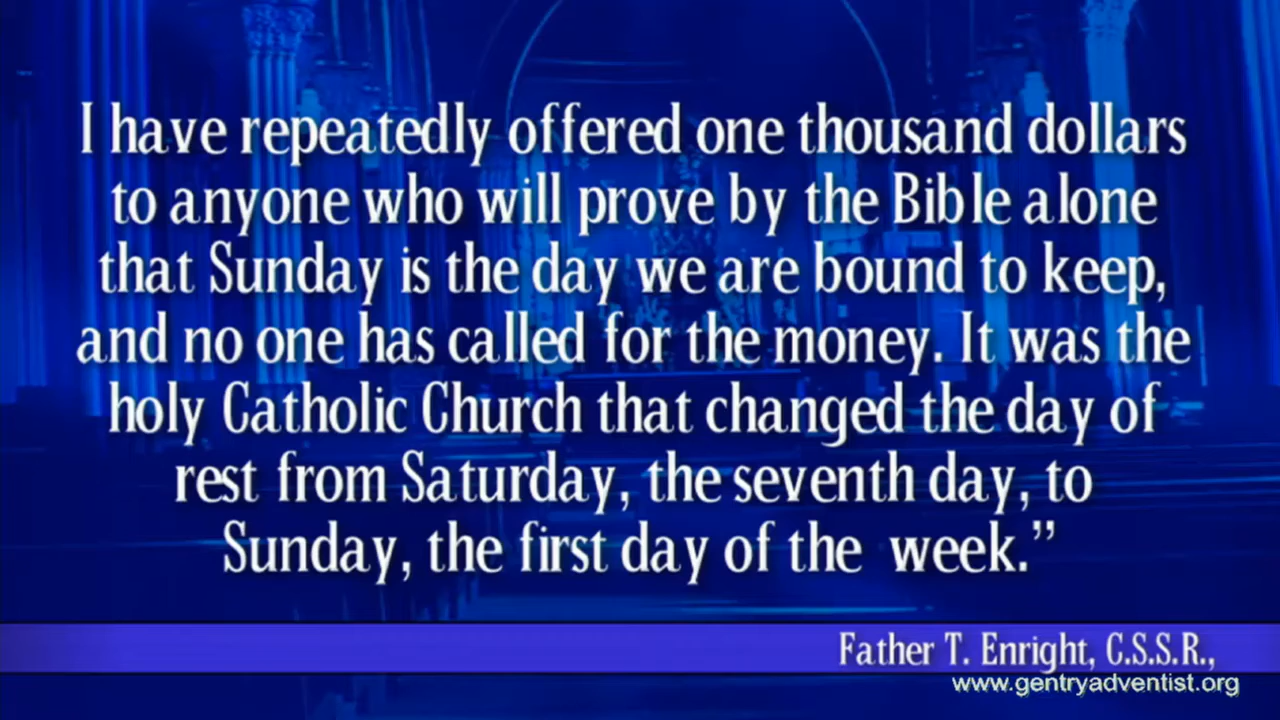 I have repeatedly offered one thousand dollars
to anyone who will prove by the Bible alone
that Sunday is the day we are bound to keep,
and no one has called for the money. It was the
holy Catholic Church that changed the day of
rest from Saturday, the seventh day, to
Sunday, the first day of the week.”
Father T. Enright, C.S.S.R.,
www.gentryadventist.org